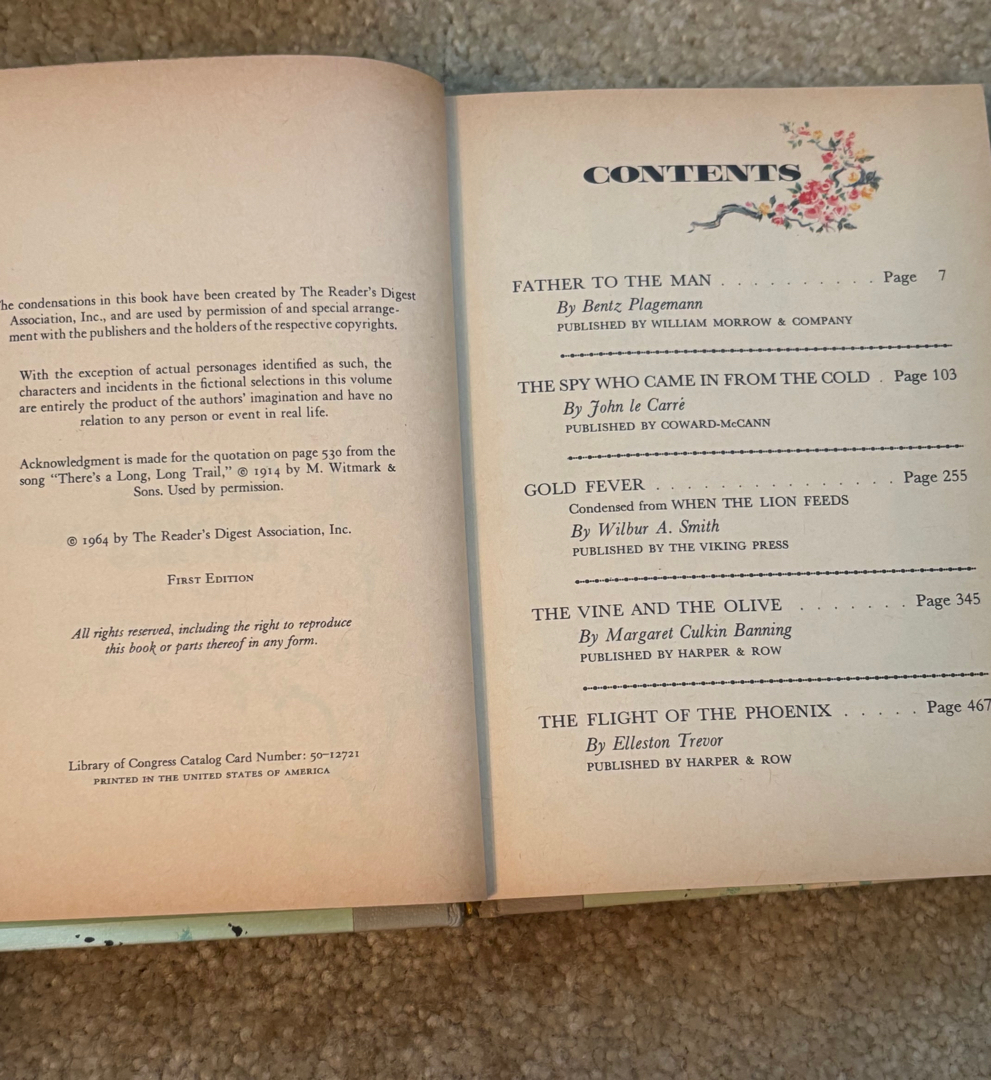 he condensations in this book have been created by The Reader's Digest
Association, Inc., and are used by permission of and special arrange-
ment with the publishers and the holders of the respective copyrights.
With the exception of actual personages identified as such, the
characters and incidents in the fictional selections in this volume
are entirely the product of the authors' imagination and have no
relation to any person or event in real life.
Acknowledgment is made for the quotation on page 530 from the
song "There's a Long, Long Trail," © 1914 by M. Witmark &
Sons. Used by permission.
© 1964 by The Reader's Digest Association, Inc.
FIRST EDITION
All rights reserved, including the right to reproduce
this book or parts thereof in any form.
Library of Congress Catalog Card Number: 50-12721
PRINTED IN THE UNITED STATES OF AMERICA
CONTENTS
FATHER TO THE MAN . . . . . . . . . . Page 7
By Bentz Plagemann
PUBLISHED BY WILLIAM MORROW & COMPANY
THE SPY WHO CAME IN FROM THE COLD . Page 103
By John le Carré
PUBLISHED BY COWARD-McCANN
GOLD FEVER . . . . . . . . . . . . . . . Page 255
Condensed from WHEN THE LION FEEDS
By Wilbur A. Smith
PUBLISHED BY THE VIKING PRESS
THE VINE AND THE OLIVE . . . . . . . Page 345
By Margaret Culkin Banning
PUBLISHED BY HARPER & ROW
THE FLIGHT OF THE PHOENIX . . . . . Page 467
By Elleston Trevor
PUBLISHED BY HARPER & ROW